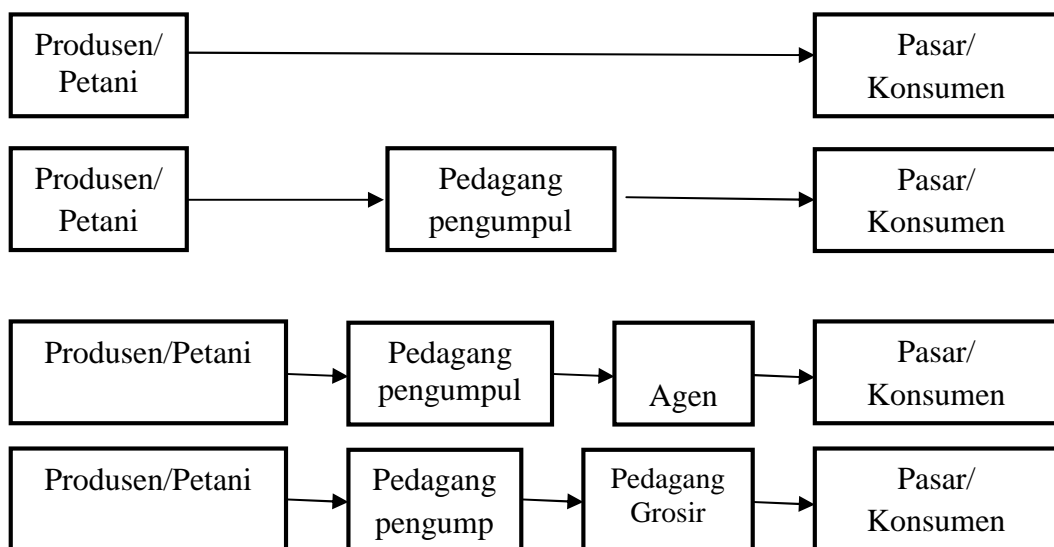 Produsen/
Petani
Pasar/
Konsumen
Produsen/
Petani
Pedagang
pengumpul
Pasar/
Konsumen
Produsen/Petani
Pedagang
pengumpul
Agen
Pasar/
Konsumen
Produsen/Petani
Pedagang
pengump
Pedagang
Grosir
Pasar/
Konsumen